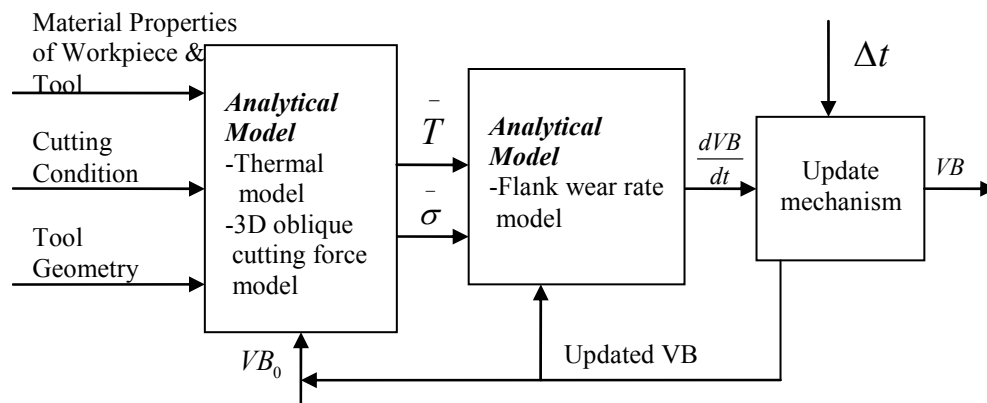 Material Properties
of Workpiece &
Tool
Cutting
Condition
Tool
Geometry
Analytical
Model
-Thermal
model
-3D oblique
cutting force
model
T̄
σ̄
Analytical
Model
-Flank wear rate
model
dVB
dt
Δt
Update
mechanism
VB
VB₀
Updated VB